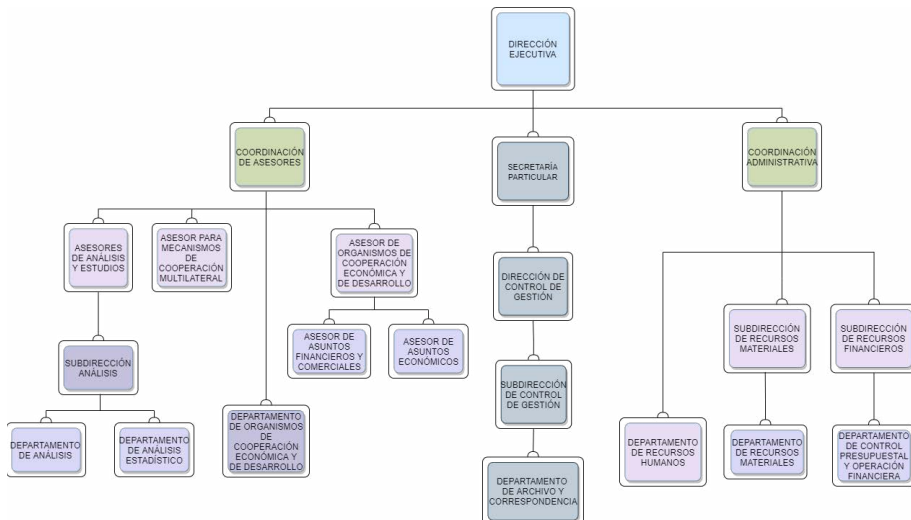 DIRECCIÓN
EJECUTIVA
COORDINACIÓN
DE ASESORES
SECRETARÍA
PARTICULAR
COORDINACIÓN
ADMINISTRATIVA
ASESORES
DE ANÁLISIS
Y ESTUDIOS
ASESOR PARA
MECANISMOS
DE
COOPERACIÓN
MULTILATERAL
ASESOR DE
ORGANISMOS DE
COOPERACIÓN
ECONÓMICA Y
DE DESARROLLO
DIRECCIÓN DE
CONTROL DE
GESTIÓN
SUBDIRECCIÓN
DE RECURSOS
MATERIALES
SUBDIRECCIÓN
DE RECURSOS
FINANCIEROS
SUBDIRECCIÓN
ANÁLISIS
ASESOR DE
ASUNTOS
FINANCIEROS Y
COMERCIALES
ASESOR DE
ASUNTOS
ECONÓMICOS
SUBDIRECCIÓN
DE CONTROL
DE GESTIÓN
DEPARTAMENTO
DE ANÁLISIS
DEPARTAMENTO
DE ANÁLISIS
ESTADÍSTICO
DEPARTAMENTO
DE ORGANISMOS
DE
COOPERACIÓN
ECONÓMICA Y
DE DESARROLLO
DEPARTAMENTO
DE RECURSOS
HUMANOS
DEPARTAMENTO
DE RECURSOS
MATERIALES
DEPARTAMENTO
DE CONTROL
PRESUPUESTAL
Y OPERACIÓN
FINANCIERA
DEPARTAMENTO
DE ARCHIVO Y
CORRESPONDENCIA